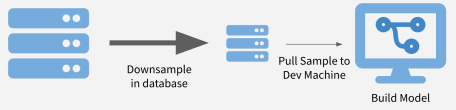 Downsample
in database
Pull Sample to
Dev Machine
Build Model